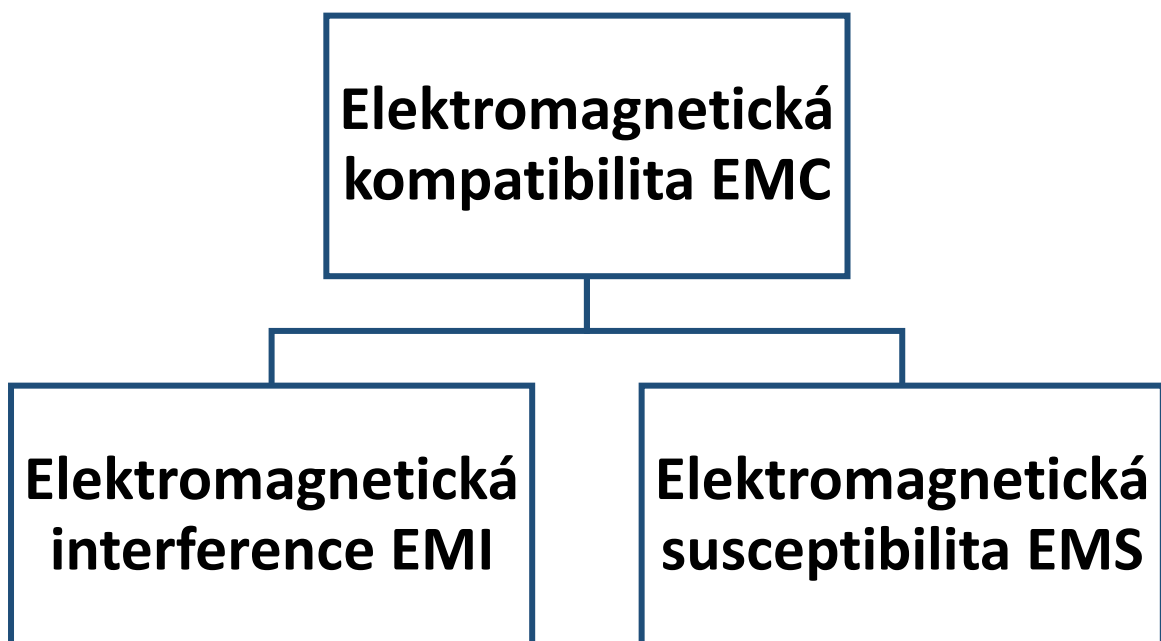 Elektromagnetická
kompatibilita EMC
Elektromagnetická
interference EMI
Elektromagnetická
susceptibilita EMS